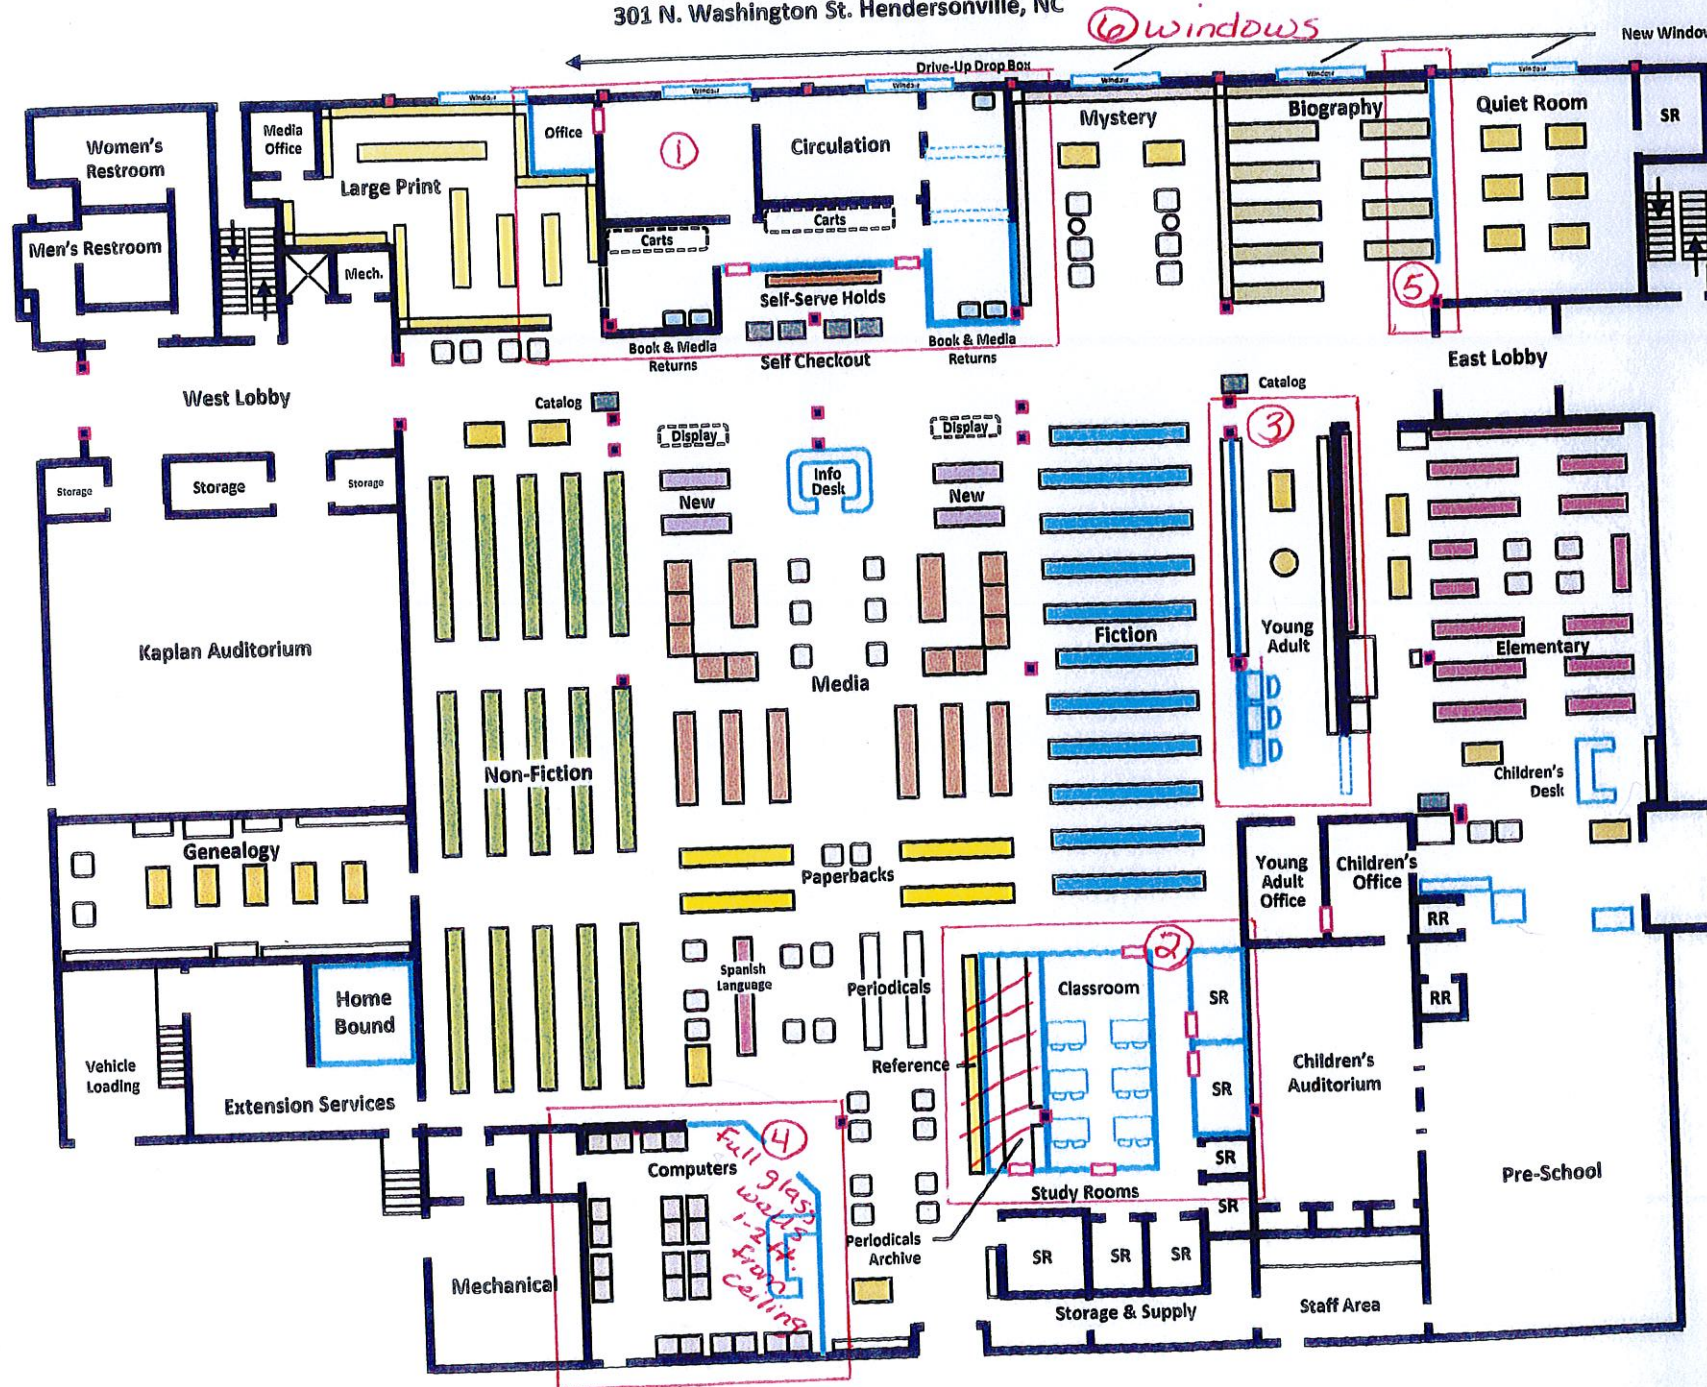 301 N. Washington St. Hendersonville, NC
6 windows
New Window
Drive-Up Drop Box
Window
Window
Window
Window
Window
Window
Women's
Restroom
Media
Office
Large Print
Office
1
Circulation
Mystery
Biography
Quiet Room
SR
Men's Restroom
Mech.
Carts
Carts
Self-Serve Holds
5
Book & Media
Returns
Self Checkout
Book & Media
Returns
East Lobby
West Lobby
Catalog
Catalog
Display
Display
3
Storage
Storage
Storage
New
Info
Desk
New
Kaplan Auditorium
Fiction
Young
Adult
Elementary
Media
Non-Fiction
Children's
Desk
Genealogy
Paperbacks
Young
Adult
Office
Children's
Office
RR
2
Home
Bound
Spanish
Language
Periodicals
Classroom
SR
RR
Vehicle
Loading
Reference
SR
Children's
Auditorium
Extension Services
4
Full glass
walls
1-2 ft.
from
ceiling
Computers
SR
Pre-School
Study Rooms
SR
Periodicals
Archive
Mechanical
SR
SR
SR
Storage & Supply
Staff Area